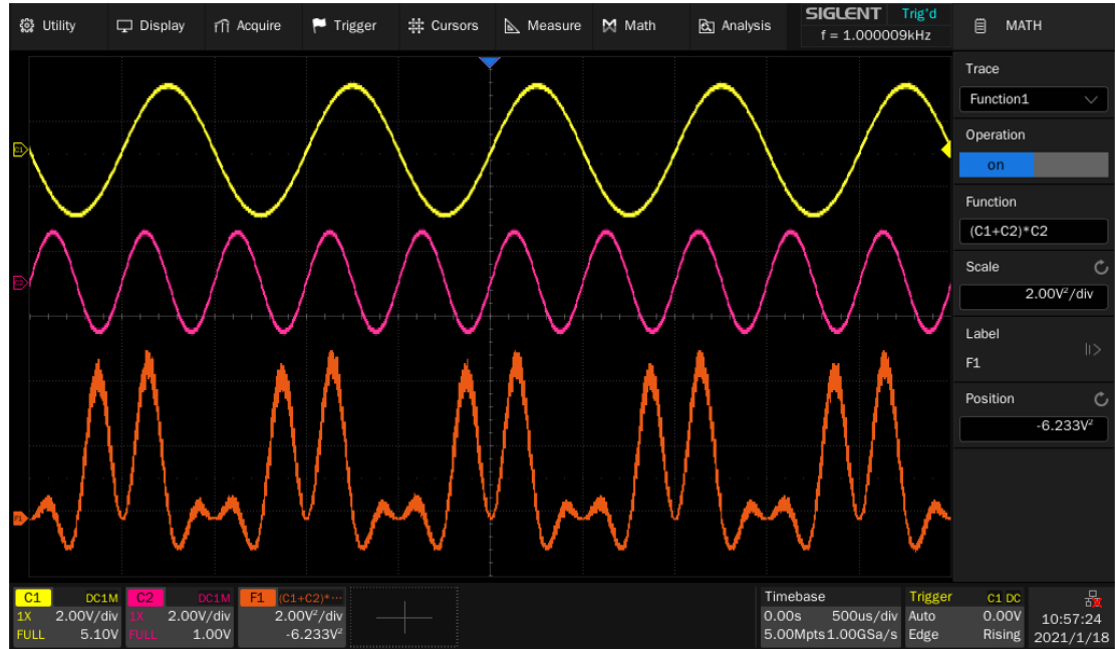 Utility Display Acquire Trigger Cursors Measure Math Analysis
SIGLENT Trig'd
f = 1.000009kHz
MATH
Trace
Function1
Operation
on
Function
(C1+C2)*C2
Scale
2.00V²/div
Label
F1
Position
-6.233V²
C1
C2
F1
C1 DC1M
1X 2.00V/div
FULL 5.10V
C2 DC1M
1X 2.00V/div
FULL 1.00V
F1 (C1+C2)*···
2.00V²/div
-6.233V²
Timebase
0.00s 500us/div
5.00Mpts 1.00GSa/s
Trigger C1 DC
Auto 0.00V
Edge Rising
10:57:24
2021/1/18